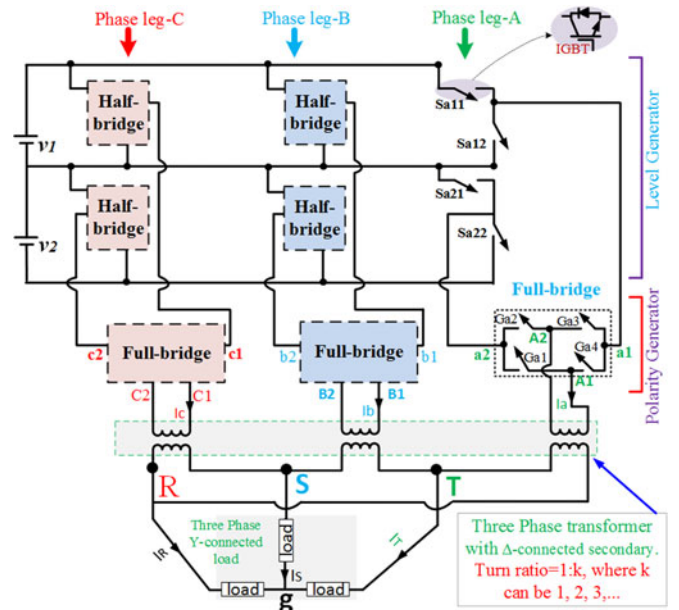 Phase leg-C
Phase leg-B
Phase leg-A
IGBT
Half-
bridge
Half-
bridge
Sa11
Sa12
v1
Half-
bridge
Half-
bridge
Sa21
Sa22
v2
Level Generator
Full-bridge
Full-bridge
c2
c1
Full-bridge
b2
b1
Ga2
A2
Ga3
a2
Ga1
Ga4
a1
A1
Polarity Generator
C2
C1
Ic
B2
B1
Ib
Ia
R
S
T
Three Phase
Y-connected
load
load
IR
IS
IT
load
load
g
Three Phase transformer
with Δ-connected secondary.
Turn ratio=1:k, where k
can be 1, 2, 3,...